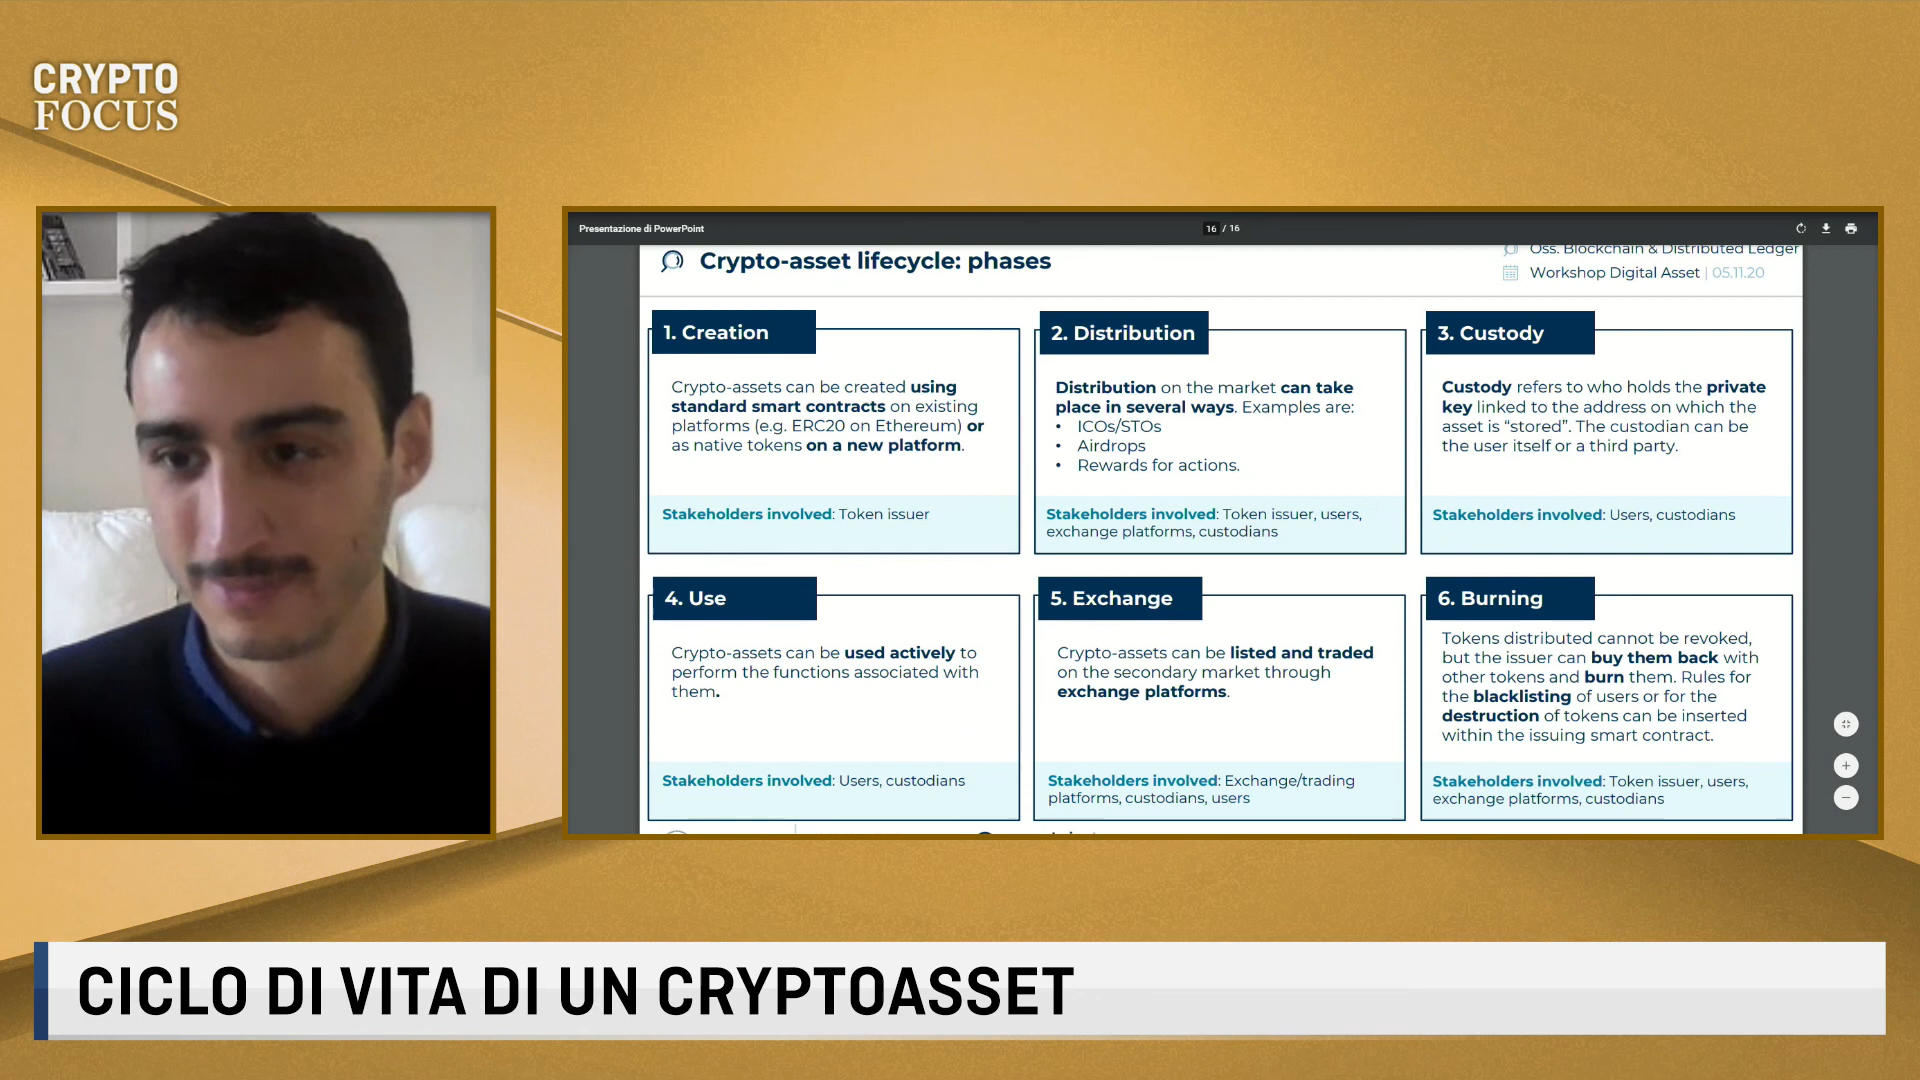 CRYPTO
FOCUS
Presentazione di PowerPoint
16 / 16
Crypto-asset lifecycle: phases
Oss. Blockchain & Distributed Ledger
Workshop Digital Asset | 05.11.20
1. Creation
Crypto-assets can be created using
standard smart contracts on existing
platforms (e.g. ERC20 on Ethereum) or
as native tokens on a new platform.
Stakeholders involved: Token issuer
2. Distribution
Distribution on the market can take
place in several ways. Examples are:
• ICOs/STOs
• Airdrops
• Rewards for actions.
Stakeholders involved: Token issuer, users,
exchange platforms, custodians
3. Custody
Custody refers to who holds the private
key linked to the address on which the
asset is “stored”. The custodian can be
the user itself or a third party.
Stakeholders involved: Users, custodians
4. Use
Crypto-assets can be used actively to
perform the functions associated with
them.
Stakeholders involved: Users, custodians
5. Exchange
Crypto-assets can be listed and traded
on the secondary market through
exchange platforms.
Stakeholders involved: Exchange/trading
platforms, custodians, users
6. Burning
Tokens distributed cannot be revoked,
but the issuer can buy them back with
other tokens and burn them. Rules for
the blacklisting of users or for the
destruction of tokens can be inserted
within the issuing smart contract.
Stakeholders involved: Token issuer, users,
exchange platforms, custodians
CICLO DI VITA DI UN CRYPTOASSET